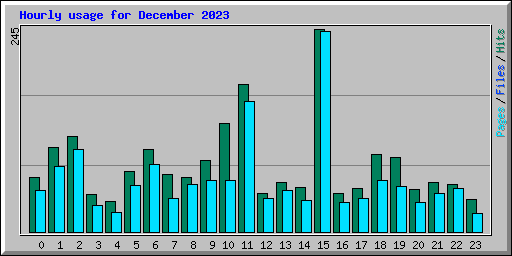 Hourly usage for December 2023
245
Pages/Files/Hits
0 1 2 3 4 5 6 7 8 9 10 11 12 13 14 15 16 17 18 19 20 21 22 23